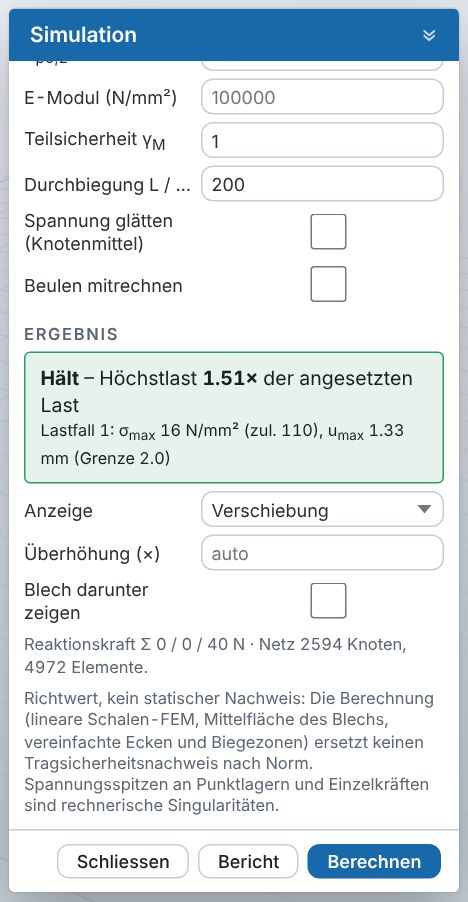 Simulation
E-Modul (N/mm²) 100000
Teilsicherheit γM 1
Durchbiegung L / ... 200
Spannung glätten
(Knotenmittel)
Beulen mitrechnen
ERGEBNIS
Hält – Höchstlast 1.51× der angesetzten
Last
Lastfall 1: σmax 16 N/mm² (zul. 110), umax 1.33
mm (Grenze 2.0)
Anzeige Verschiebung
Überhöhung (×) auto
Blech darunter
zeigen
Reaktionskraft Σ 0 / 0 / 40 N · Netz 2594 Knoten,
4972 Elemente.
Richtwert, kein statischer Nachweis: Die Berechnung
(lineare Schalen-FEM, Mittelfläche des Blechs,
vereinfachte Ecken und Biegezonen) ersetzt keinen
Tragsicherheitsnachweis nach Norm.
Spannungsspitzen an Punktlagern und Einzelkräften
sind rechnerische Singularitäten.
Schliessen Bericht Berechnen